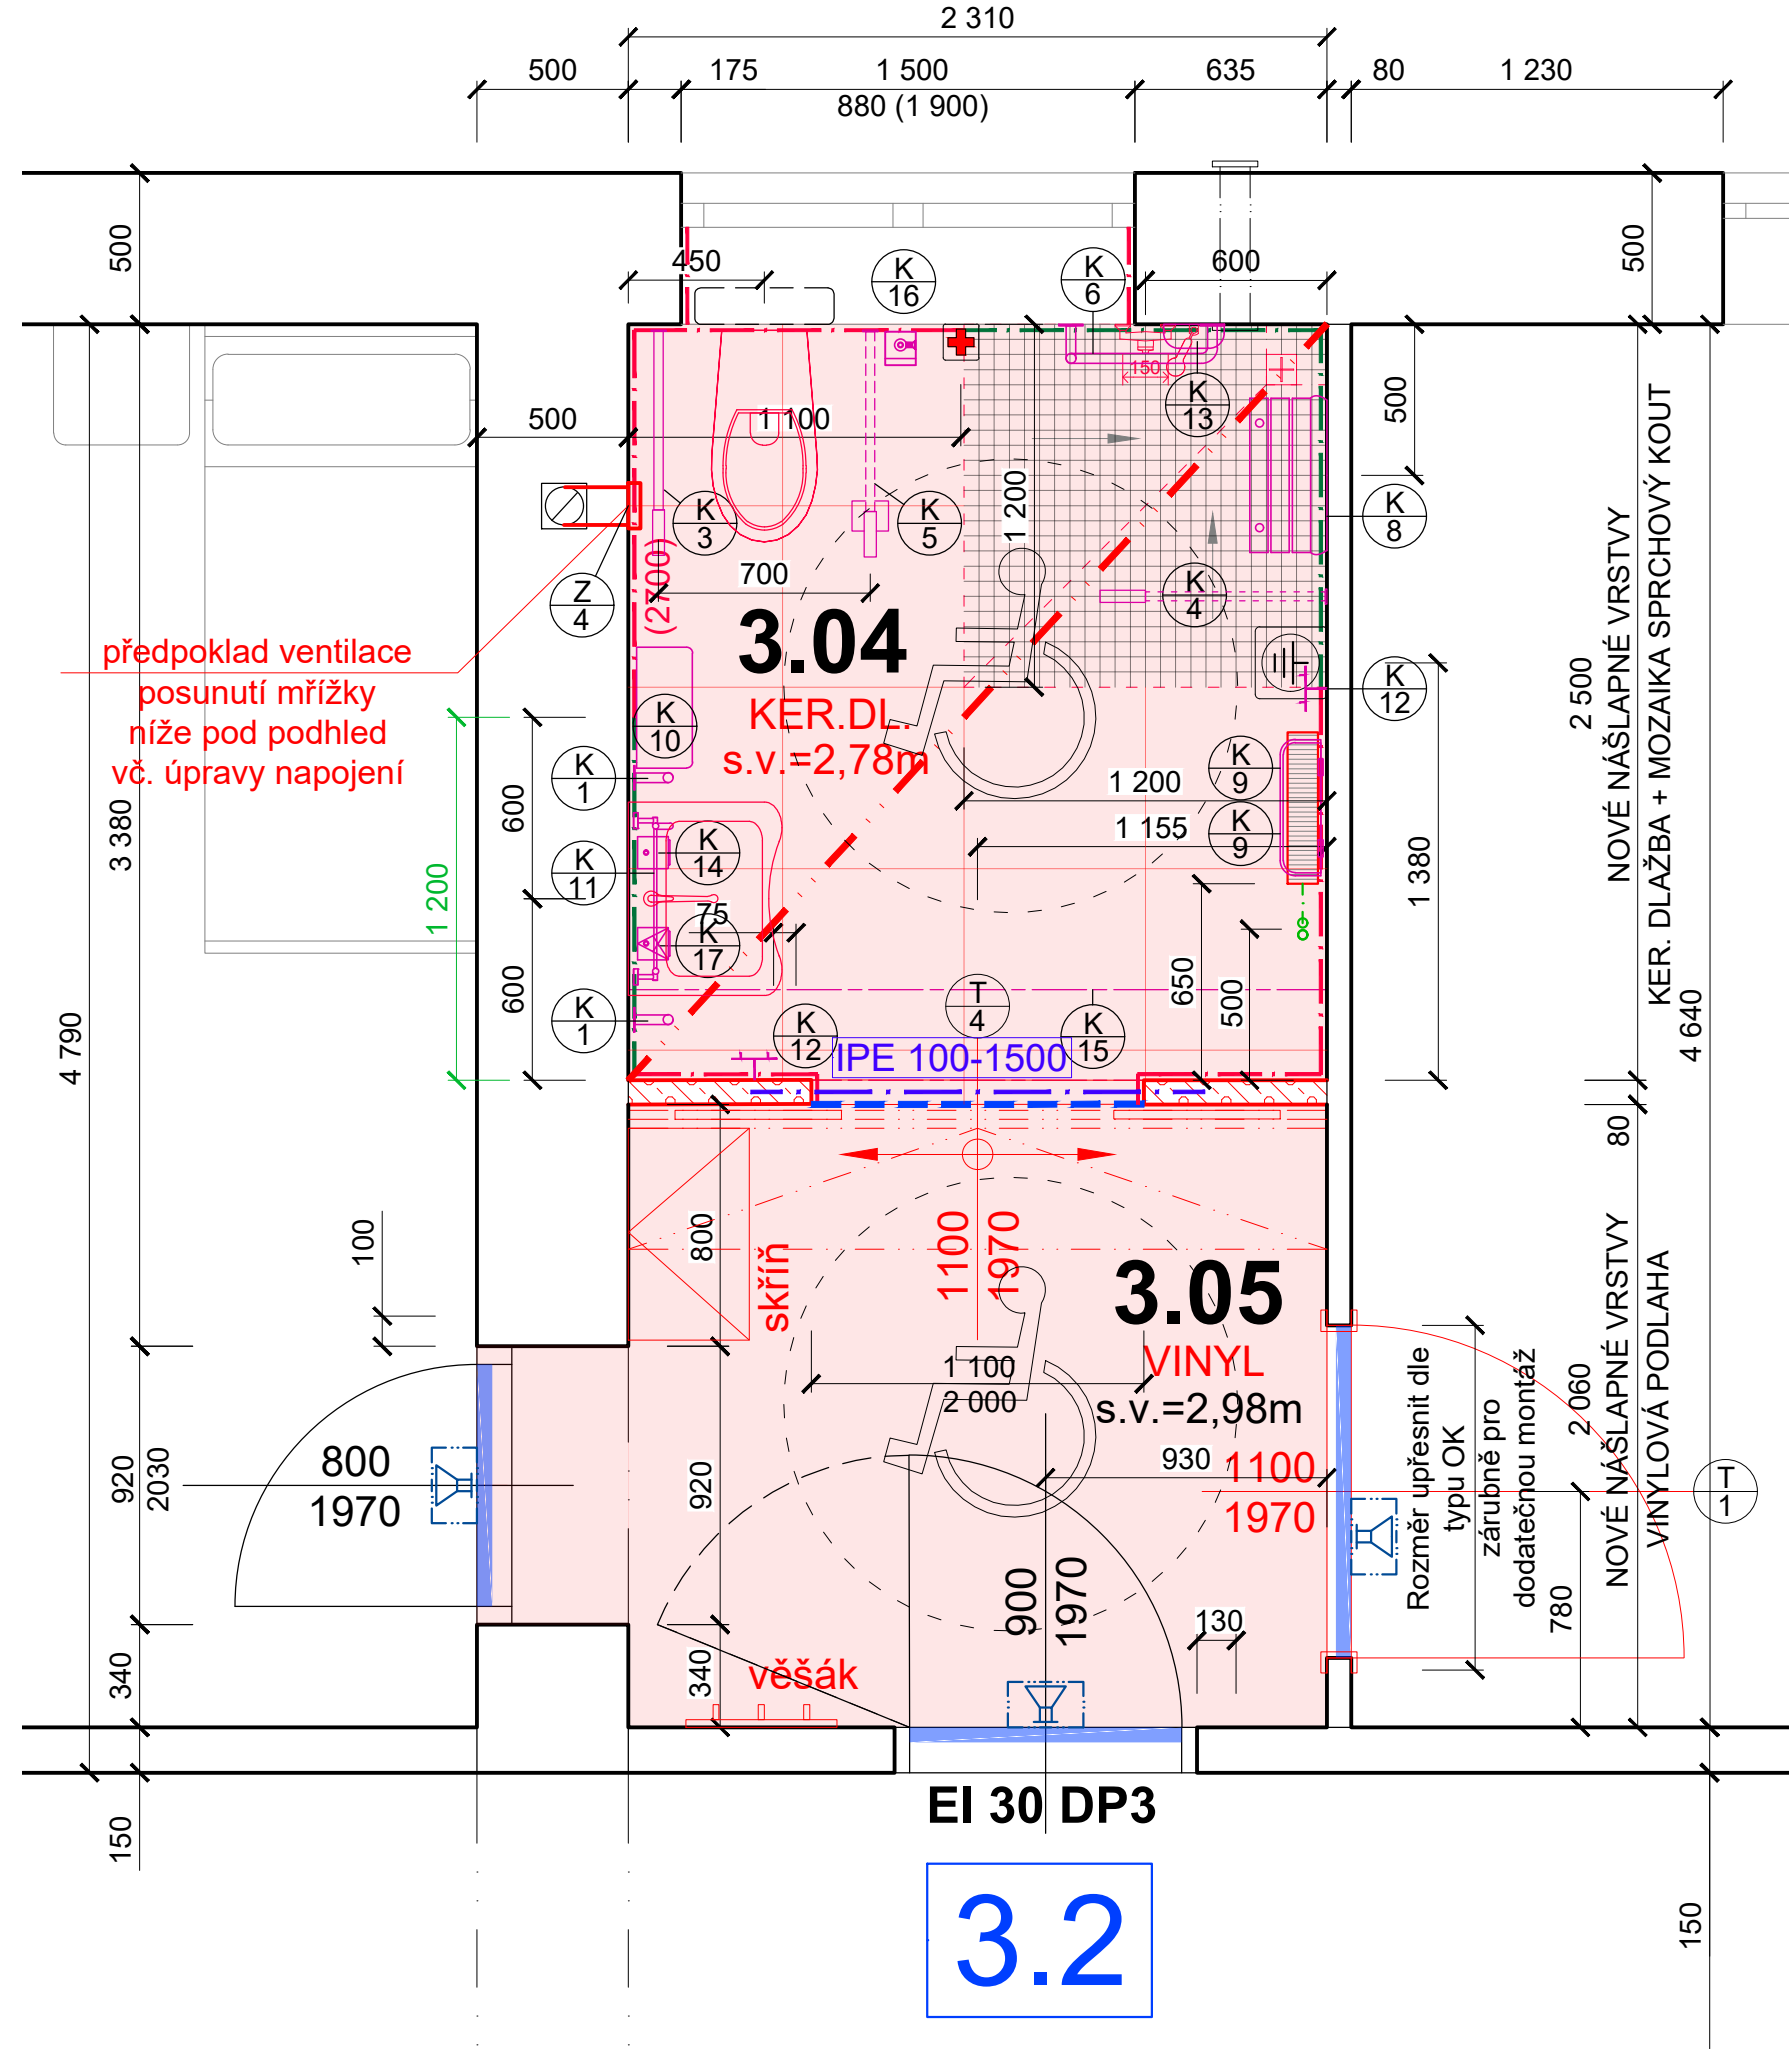 2 310
500
175
1 500
635
80
1 230
880 (1 900)
500
450
K
16
K
6
600
500
150
500
1 100
K
13
500
K
3
K
5
1 200
K
8
Z
4
(2700)
700
K
4
3.04
KER.DL.
s.v.=2,78m
předpoklad ventilace
posunutí mřížky
níže pod podhled
vč. úpravy napojení
K
10
K
12
K
1
K
9
1 200
K
9
1 155
600
3 380
1 200
K
14
K
11
75
K
17
1 380
650
500
600
K
1
K
12
T
4
K
15
IPE 100-1500
4 790
2 500
NOVÉ NÁŠLAPNÉ VRSTVY
KER. DLAŽBA + MOZAIKA SPRCHOVÝ KOUT
4 640
80
100
800
skříň
1100
1970
3.05
VINYL
s.v.=2,98m
1 100
2 000
930
1100
1970
Rozměr upřesnit dle
typu OK
zárubně pro
dodatečnou montáž
2 060
NOVÉ NÁŠLAPNÉ VRSTVY
VINYLOVÁ PODLAHA
T
1
920
2030
800
1970
920
900
1970
130
780
340
340
věšák
150
EI 30 DP3
3.2
150